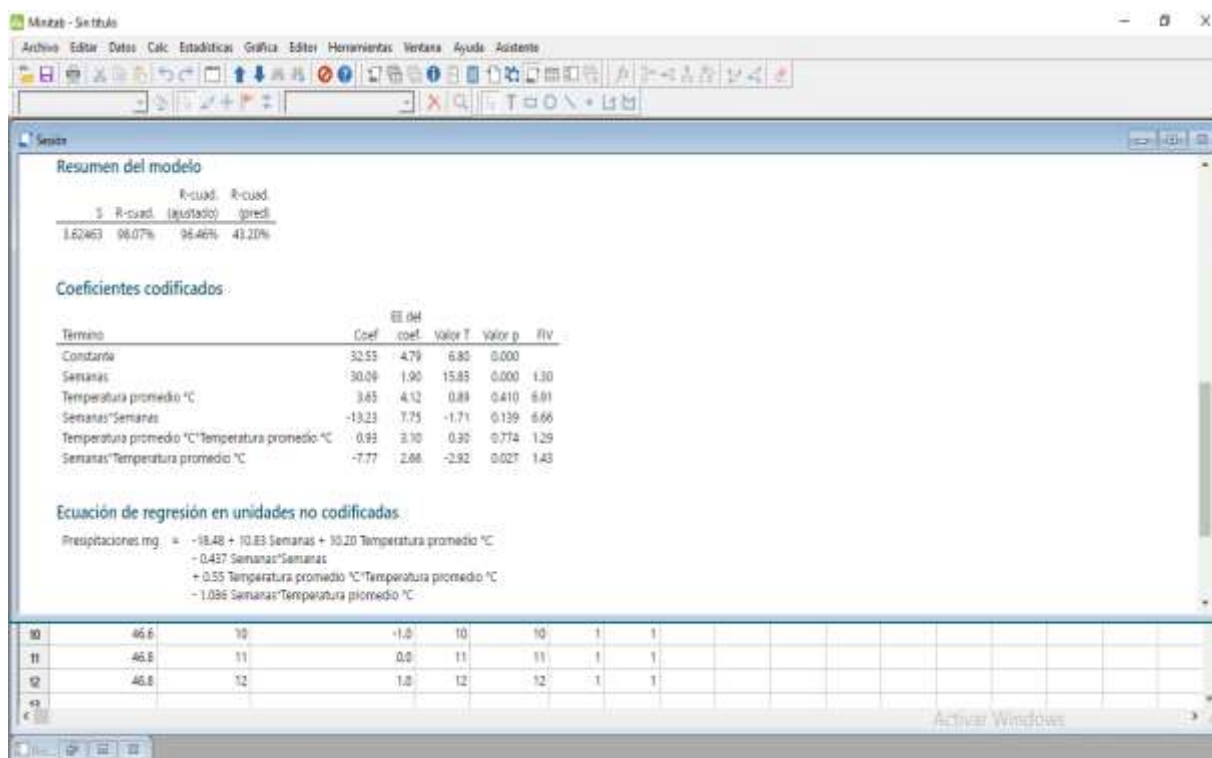 Minitab - Sin título
Archivo Editar Datos Calc Estadísticas Gráfica Editor Herramientas Ventana Ayuda Asistente
Sesión
Resumen del modelo
R-cuad. R-cuad.
S R-cuad. (ajustado) (pred)
3.62463 98.07% 96.46% 43.20%
Coeficientes codificados
EE del
Término Coef coef. Valor T Valor p FIV
Constante 32.55 4.79 6.80 0.000
Semanas 30.09 1.90 15.85 0.000 1.30
Temperatura promedio °C 3.65 4.12 0.89 0.410 6.91
Semanas*Semanas -13.23 7.75 -1.71 0.139 6.66
Temperatura promedio °C*Temperatura promedio °C 0.93 3.10 0.30 0.774 1.29
Semanas*Temperatura promedio °C -7.77 2.66 -2.92 0.027 1.43
Ecuación de regresión en unidades no codificadas
Presipitaciones mg = -18.48 + 10.83 Semanas + 10.20 Temperatura promedio °C
- 0.437 Semanas*Semanas
+ 0.55 Temperatura promedio °C*Temperatura promedio °C
- 1.036 Semanas*Temperatura promedio °C
10 46.6 10 -1.0 10 10 1 1
11 46.8 11 0.0 11 11 1 1
12 46.8 12 1.0 12 12 1 1
Activar Windows